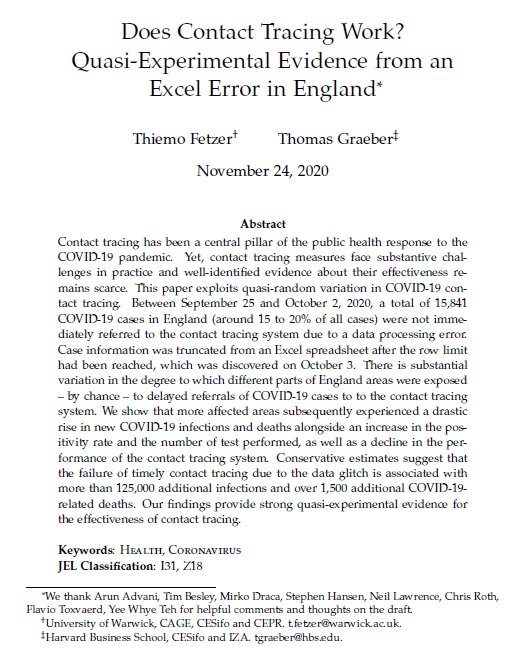 Does Contact Tracing Work?
Quasi-Experimental Evidence from an
Excel Error in England*
Thiemo Fetzer† Thomas Graeber‡
November 24, 2020
Abstract
Contact tracing has been a central pillar of the public health response to the
COVID-19 pandemic. Yet, contact tracing measures face substantive chal-
lenges in practice and well-identified evidence about their effectiveness re-
mains scarce. This paper exploits quasi-random variation in COVID-19 con-
tact tracing. Between September 25 and October 2, 2020, a total of 15,841
COVID-19 cases in England (around 15 to 20% of all cases) were not imme-
diately referred to the contact tracing system due to a data processing error.
Case information was truncated from an Excel spreadsheet after the row limit
had been reached, which was discovered on October 3. There is substantial
variation in the degree to which different parts of England areas were exposed
– by chance – to delayed referrals of COVID-19 cases to to the contact tracing
system. We show that more affected areas subsequently experienced a drastic
rise in new COVID-19 infections and deaths alongside an increase in the pos-
itivity rate and the number of test performed, as well as a decline in the per-
formance of the contact tracing system. Conservative estimates suggest that
the failure of timely contact tracing due to the data glitch is associated with
more than 125,000 additional infections and over 1,500 additional COVID-19-
related deaths. Our findings provide strong quasi-experimental evidence for
the effectiveness of contact tracing.
Keywords: Health, Coronavirus
JEL Classification: I31, Z18
*We thank Arun Advani, Tim Besley, Mirko Draca, Stephen Hansen, Neil Lawrence, Chris Roth,
Flavio Toxvaerd, Yee Whye Teh for helpful comments and thoughts on the draft.
†University of Warwick, CAGE, CESifo and CEPR. t.fetzer@warwick.ac.uk.
‡Harvard Business School, CESifo and IZA. tgraeber@hbs.edu.